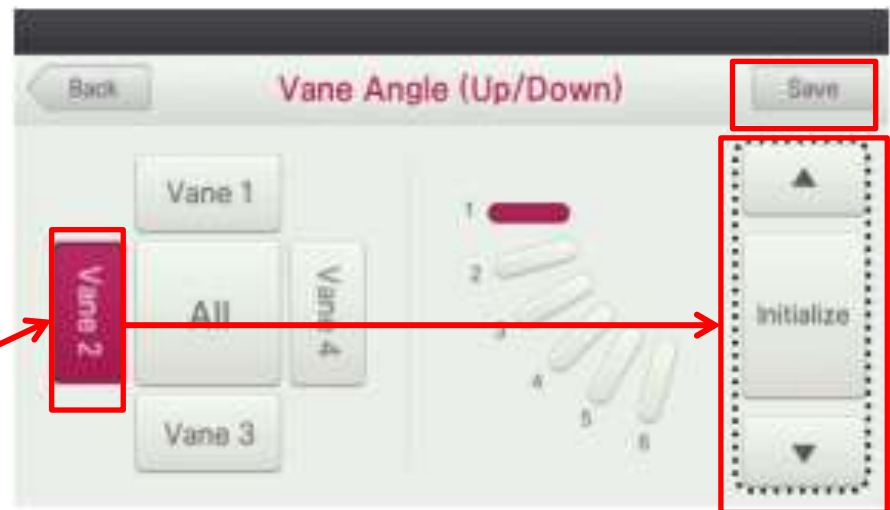 Back
Vane Angle (Up/Down)
Save
Vane 1
Vane 2
All
Vane 4
Vane 3
1
2
3
4
5
6
▲
Initialize
▼